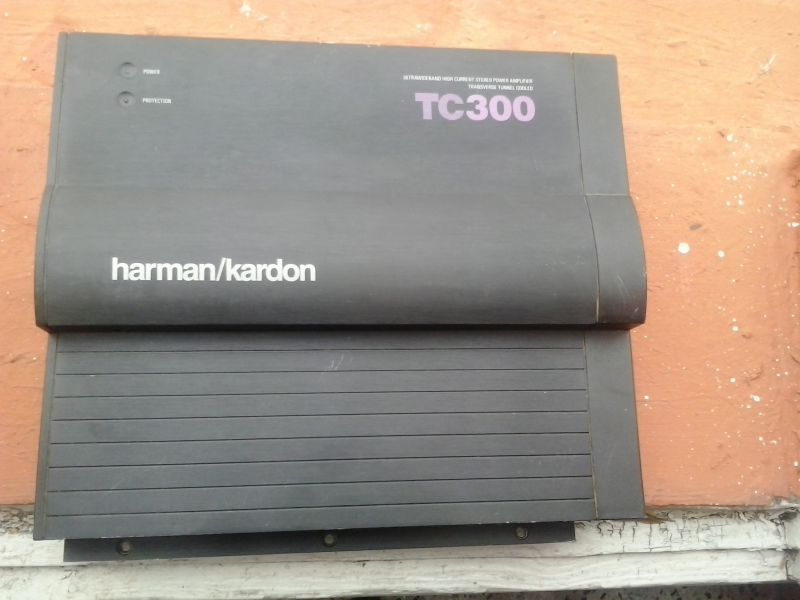 POWER
PROTECTION
ULTRAWIDEBAND HIGH CURRENT STEREO POWER AMPLIFIER
TRANSVERSE TUNNEL COOLED
TC300
harman/kardon